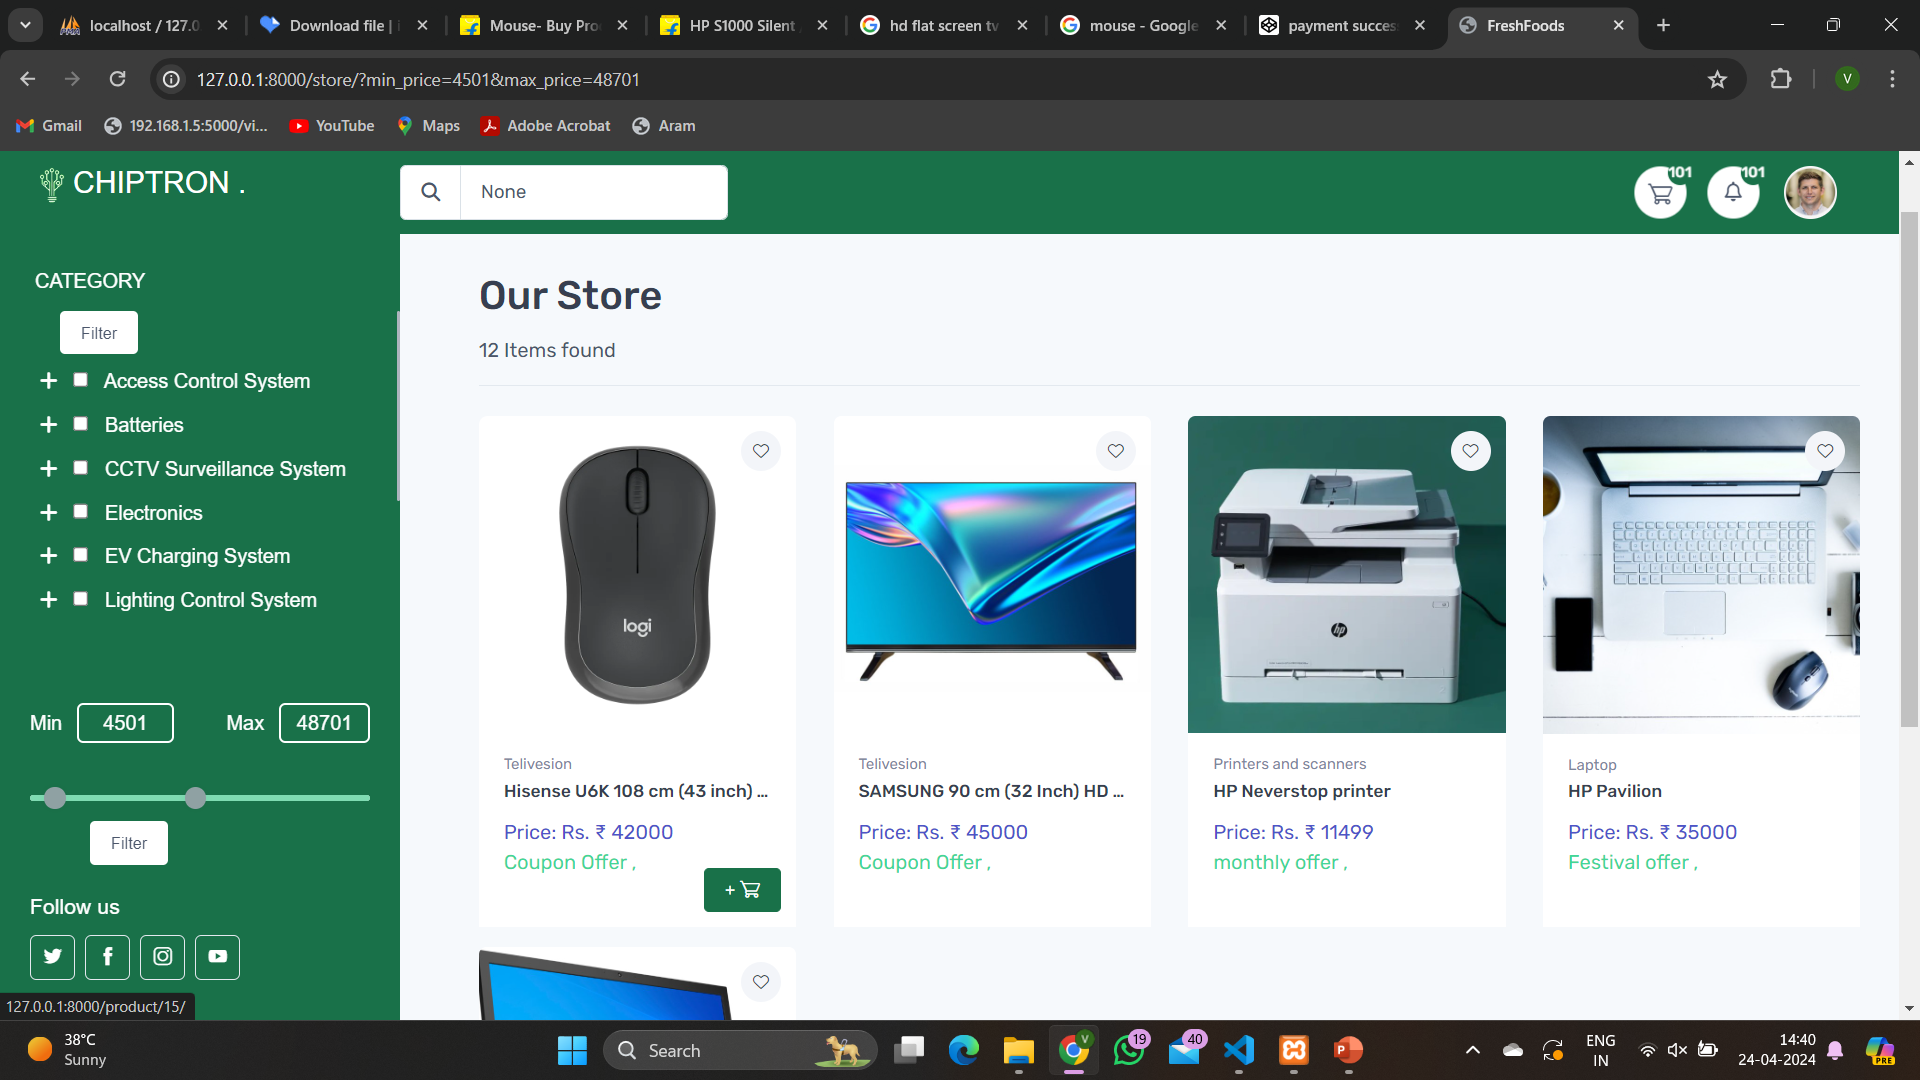 localhost / 127.0
Download file | i
Mouse- Buy Pro
HP S1000 Silent
hd flat screen tv
mouse - Google
payment succes
FreshFoods
127.0.0.1:8000/store/?min_price=4501&max_price=48701
V
Gmail
192.168.1.5:5000/vi...
YouTube
Maps
Adobe Acrobat
Aram
CHIPTRON .
None
101
101
CATEGORY
Filter
Access Control System
Batteries
CCTV Surveillance System
Electronics
EV Charging System
Lighting Control System
Min 4501 Max 48701
Filter
Follow us
127.0.0.1:8000/product/15/
Our Store
12 Items found
logi
hp
Telivesion
Hisense U6K 108 cm (43 inch) ...
Price: Rs. ₹ 42000
Coupon Offer ,
+
Telivesion
SAMSUNG 90 cm (32 Inch) HD ...
Price: Rs. ₹ 45000
Coupon Offer ,
Printers and scanners
HP Neverstop printer
Price: Rs. ₹ 11499
monthly offer ,
Laptop
HP Pavilion
Price: Rs. ₹ 35000
Festival offer ,
38°C
Sunny
Search
V
19
40
ENG
IN
14:40
24-04-2024
PRE